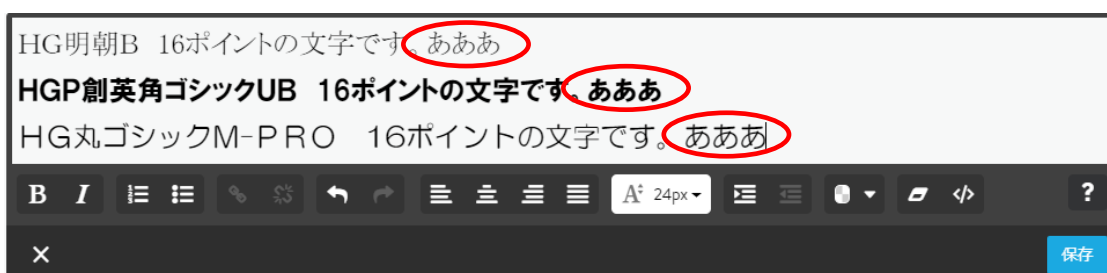 HG明朝B　16ポイントの文字です。あああ
HGP創英角ゴシックUB　16ポイントの文字です。あああ
ＨＧ丸ゴシックＭ−ＰＲＯ　１６ポイントの文字です。あああ
B I A 24px ?
保存